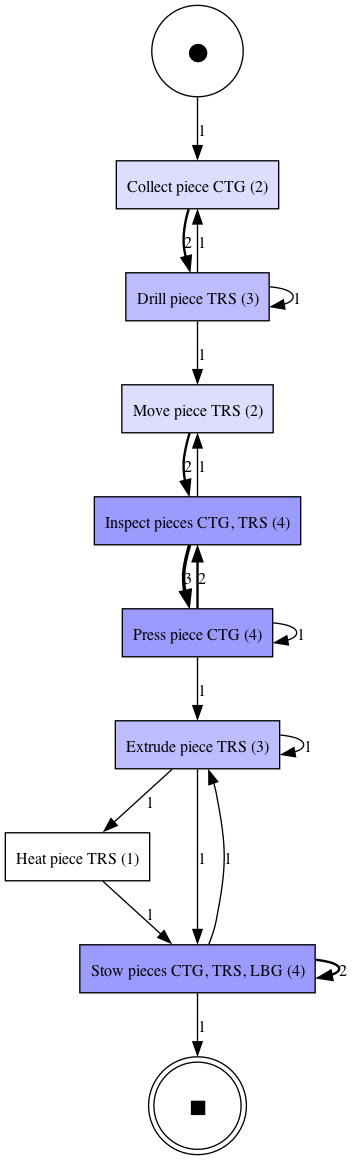 1
Collect piece CTG (2)
2
1
Drill piece TRS (3)
1
1
Move piece TRS (2)
2
1
Inspect pieces CTG, TRS (4)
3
2
Press piece CTG (4)
1
1
Extrude piece TRS (3)
1
1
Heat piece TRS (1)
1
1
1
Stow pieces CTG, TRS, LBG (4)
2
1